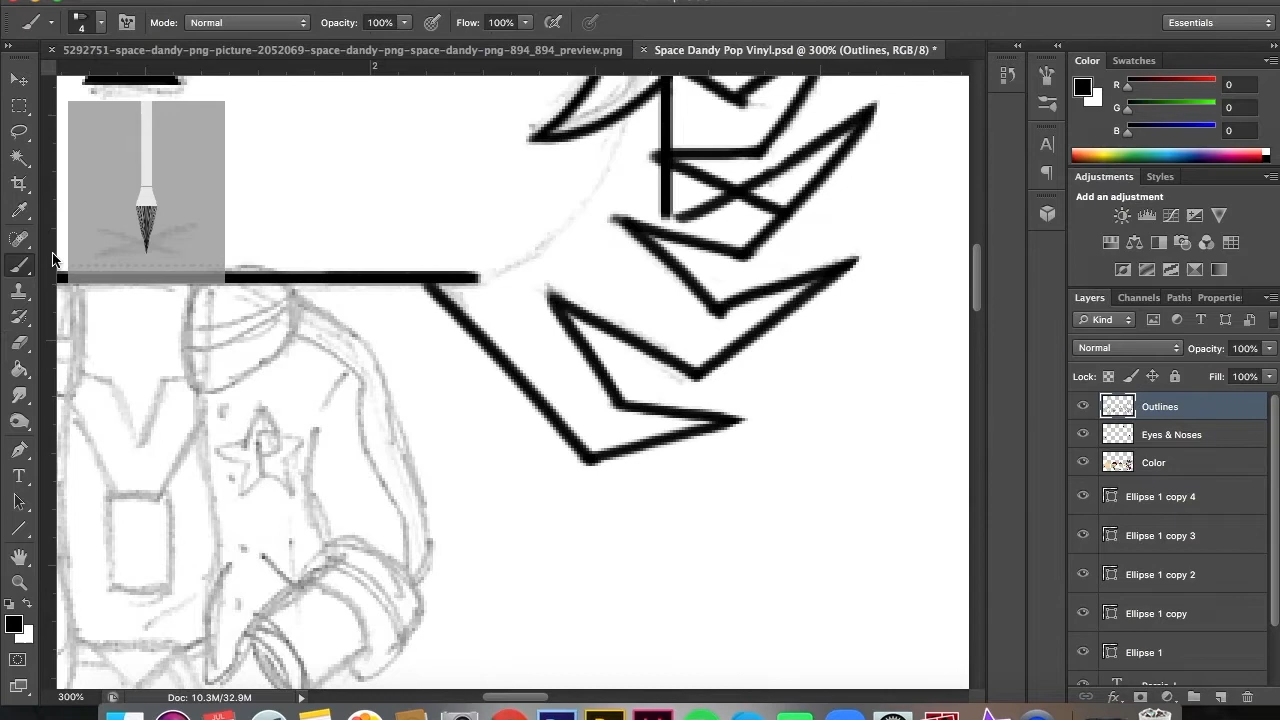 4
Mode: Normal
Opacity: 100%
Flow: 100%
Essentials
5292751-space-dandy-png-picture-2052069-space-dandy-png-space-dandy-png-894_894_preview.png
Space Dandy Pop Vinyl.psd @ 300% (Outlines, RGB/8) *
2
Color
Swatches
R 0
G 0
B 0
Adjustments
Styles
Add an adjustment
Layers
Channels
Paths
Propertie
Kind
Normal
Opacity: 100%
Lock:
Fill: 100%
Outlines
Eyes & Noses
Color
Ellipse 1 copy 4
Ellipse 1 copy 3
Ellipse 1 copy 2
Ellipse 1 copy
Ellipse 1
300%
Doc: 10.3M/32.9M
JUL